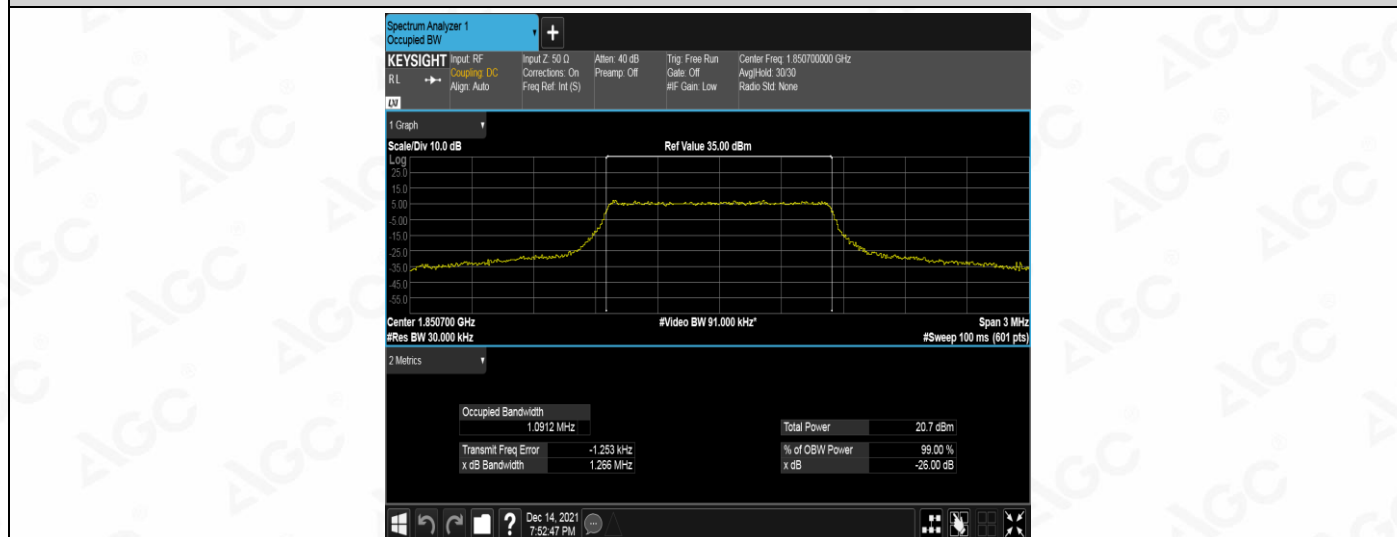 Spectrum Analyzer 1
Occupied BW
+
KEYSIGHT
R L
LXI
Input: RF
Coupling: DC
Align: Auto
Input Z: 50 Ω
Corrections: On
Freq Ref: Int (S)
Atten: 40 dB
Preamp: Off
Trig: Free Run
Gate: Off
#IF Gain: Low
Center Freq: 1.850700000 GHz
Avg|Hold: 30/30
Radio Std: None
1 Graph
Scale/Div 10.0 dB
Ref Value 35.00 dBm
Log
25.0
15.0
5.00
-5.00
-15.0
-25.0
-35.0
-45.0
-55.0
Center 1.850700 GHz
#Video BW 91.000 kHz*
Span 3 MHz
#Res BW 30.000 kHz
#Sweep 100 ms (601 pts)
2 Metrics
Occupied Bandwidth
1.0912 MHz
Total Power 20.7 dBm
Transmit Freq Error -1.253 kHz
% of OBW Power 99.00 %
x dB Bandwidth 1.266 MHz
x dB -26.00 dB
?
Dec 14, 2021
7:52:47 PM
AGC